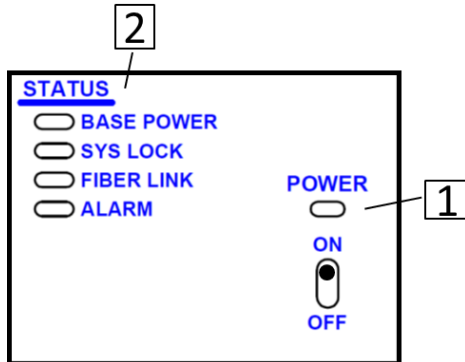 2
STATUS
BASE POWER
SYS LOCK
FIBER LINK
ALARM
POWER
1
ON
OFF